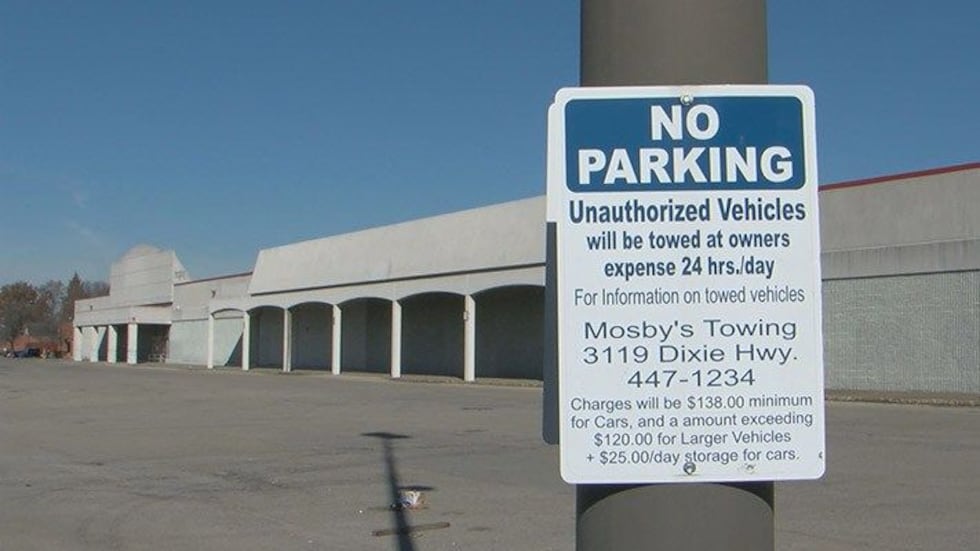 NO
PARKING
Unauthorized Vehicles
will be towed at owners
expense 24 hrs./day
For Information on towed vehicles
Mosby's Towing
3119 Dixie Hwy.
447-1234
Charges will be $138.00 minimum
for Cars, and a amount exceeding
$120.00 for Larger Vehicles
+ $25.00/day storage for cars.